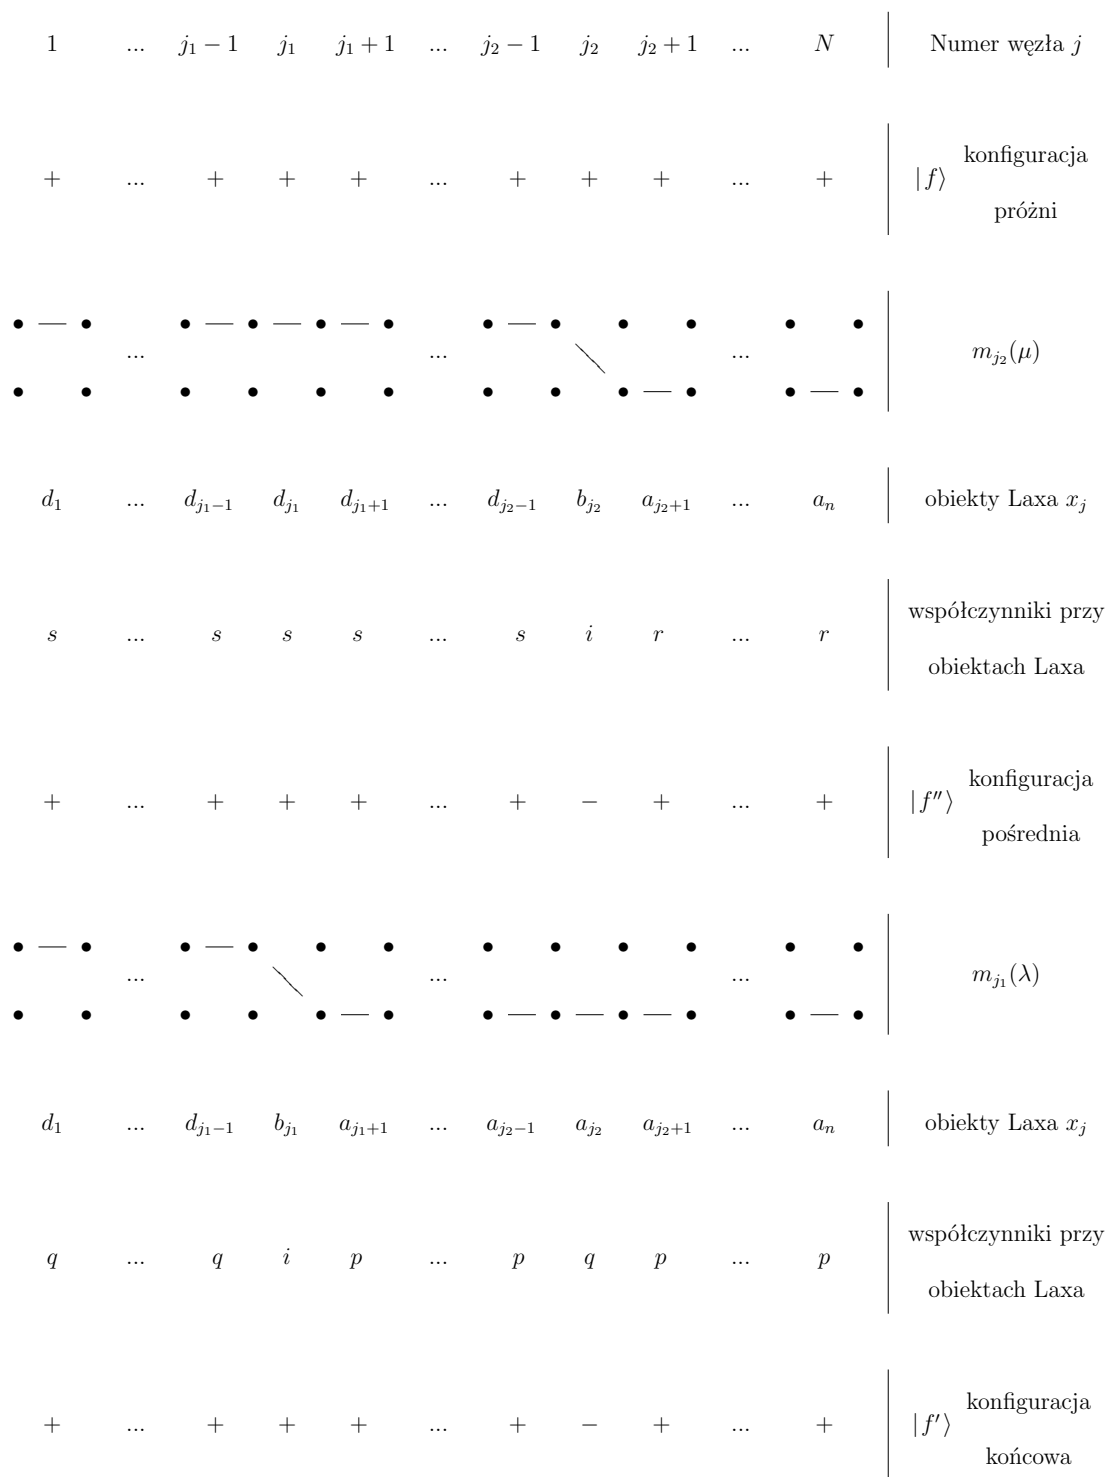 1 ... j₁ − 1 j₁ j₁ + 1 ... j₂ − 1 j₂ j₂ + 1 ... N Numer węzła j
+ ... + + + ... + + + ... + |f⟩ konfiguracja
próżni
... ... ... m_{j₂}(μ)
d₁ ... d_{j₁−1} d_{j₁} d_{j₁+1} ... d_{j₂−1} b_{j₂} a_{j₂+1} ... a_n obiekty Laxa x_j
s ... s s s ... s i r ... r współczynniki przy
obiektach Laxa
+ ... + + + ... + − + ... + |f″⟩ konfiguracja
pośrednia
... ... ... m_{j₁}(λ)
d₁ ... d_{j₁−1} b_{j₁} a_{j₁+1} ... a_{j₂−1} a_{j₂} a_{j₂+1} ... a_n obiekty Laxa x_j
q ... q i p ... p q p ... p współczynniki przy
obiektach Laxa
+ ... + + + ... + − + ... + |f′⟩ konfiguracja
końcowa